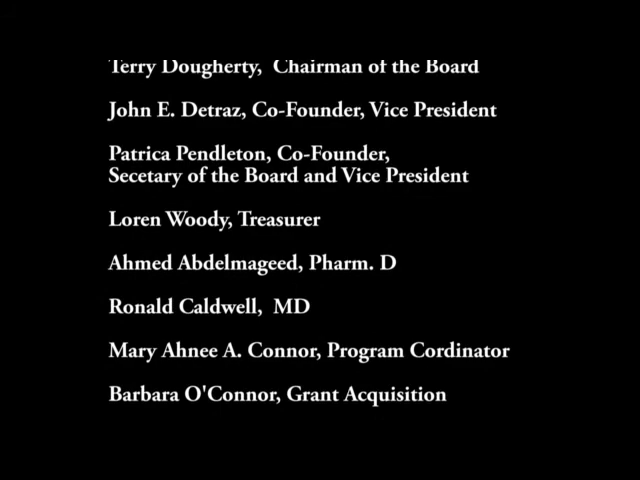 Terry Dougherty,  Chairman of the Board
John E. Detraz, Co-Founder, Vice President
Patrica Pendleton, Co-Founder,
Secetary of the Board and Vice President
Loren Woody, Treasurer
Ahmed Abdelmageed, Pharm. D
Ronald Caldwell,  MD
Mary Ahnee A. Connor, Program Cordinator
Barbara O'Connor, Grant Acquisition